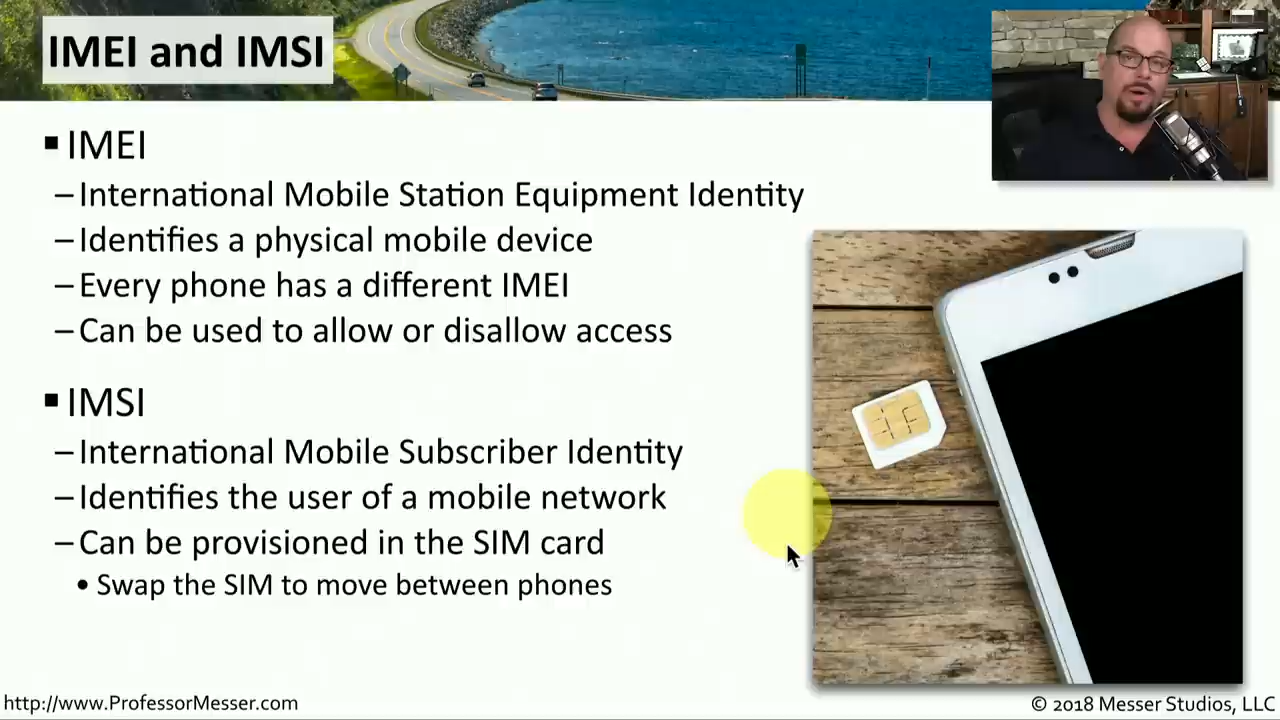 IMEI and IMSI
▪ IMEI
– International Mobile Station Equipment Identity
– Identifies a physical mobile device
– Every phone has a different IMEI
– Can be used to allow or disallow access
▪ IMSI
– International Mobile Subscriber Identity
– Identifies the user of a mobile network
– Can be provisioned in the SIM card
• Swap the SIM to move between phones
http://www.ProfessorMesser.com
© 2018 Messer Studios, LLC